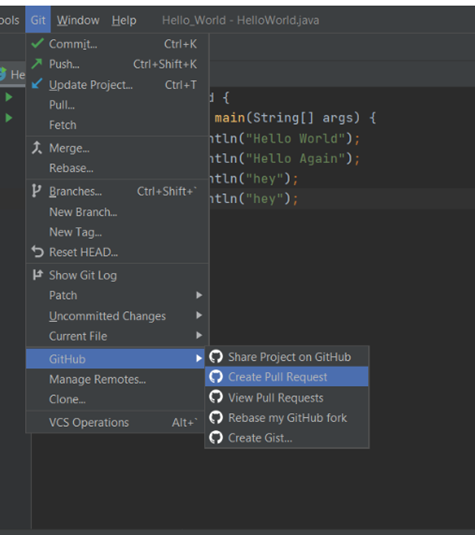 ools Git Window Help Hello_World - HelloWorld.java
Commit... Ctrl+K
Push... Ctrl+Shift+K
He
Update Project... Ctrl+T
Pull... d {
Fetch main(String[] args) {
Merge... ntln("Hello World");
Rebase... ntln("Hello Again");
ntln("hey");
Branches... Ctrl+Shift+` ntln("hey");
New Branch...
New Tag...
Reset HEAD...
Show Git Log
Patch
Uncommitted Changes
Current File
GitHub Share Project on GitHub
Manage Remotes... Create Pull Request
Clone... View Pull Requests
VCS Operations Alt+` Rebase my GitHub fork
Create Gist...